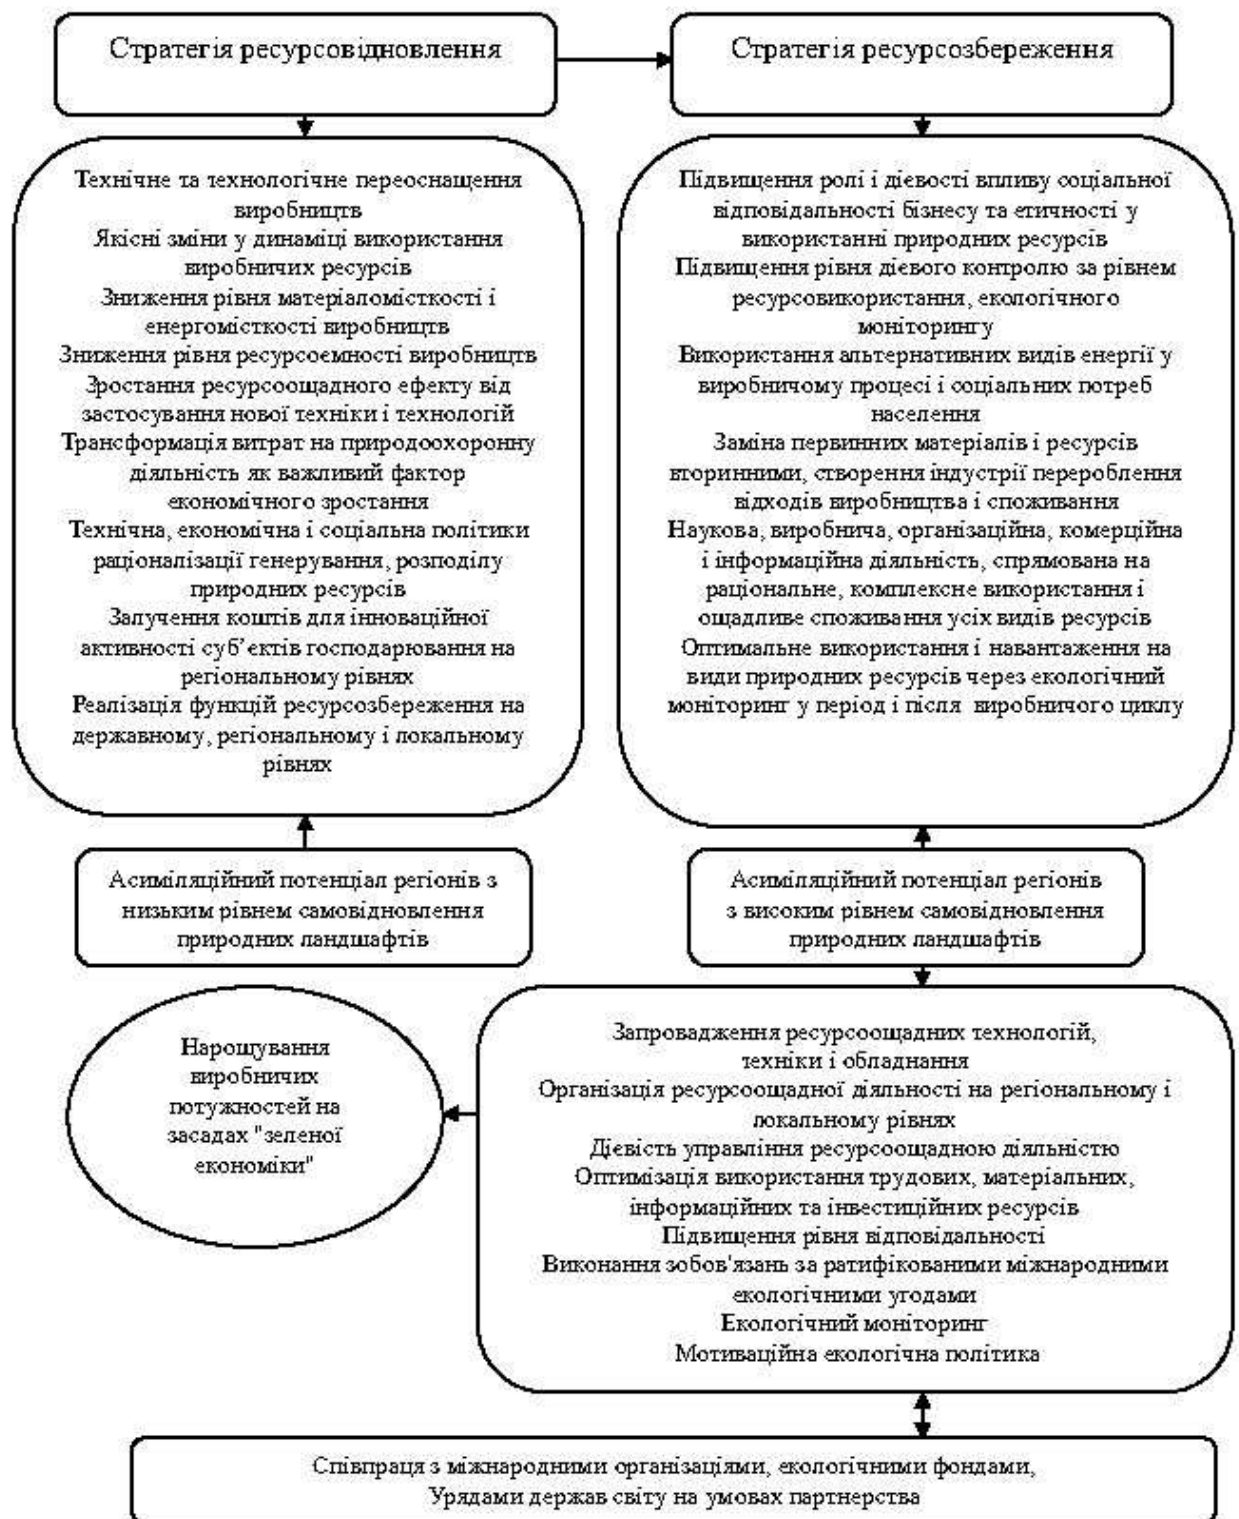 Стратегія ресурсовідновлення
Стратегія ресурсозбереження
Технічне та технологічне переоснащення
виробництв
Якісні зміни у динаміці використання
виробничих ресурсів
Зниження рівня матеріаломісткості і
енергомісткості виробництв
Зниження рівня ресурсоємності виробництв
Зростання ресурсоощадного ефекту від
застосування нової техніки і технологій
Трансформація витрат на природоохоронну
діяльність як важливий фактор
економічного зростання
Технічна, економічна і соціальна політики
раціоналізації генерування, розподілу
природних ресурсів
Залучення коштів для інноваційної
активності суб’єктів господарювання на
регіональному рівнях
Реалізація функцій ресурсозбереження на
державному, регіональному і локальному
рівнях
Підвищення ролі і дієвості впливу соціальної
відповідальності бізнесу та етичності у
використанні природних ресурсів
Підвищення рівня дієвого контролю за рівнем
ресурсовикористання, екологічного
моніторингу
Використання альтернативних видів енергії у
виробничому процесі і соціальних потреб
населення
Заміна первинних матеріалів і ресурсів
вторинними, створення індустрії перероблення
відходів виробництва і споживання
Наукова, виробнича, організаційна, комерційна
і інформаційна діяльність, спрямована на
раціональне, комплексне використання і
ощадливе споживання усіх видів ресурсів
Оптимальне використання і навантаження на
види природних ресурсів через екологічний
моніторинг у період і після виробничого циклу
Асиміляційний потенціал регіонів з
низьким рівнем самовідновлення
природних ландшафтів
Асиміляційний потенціал регіонів
з високим рівнем самовідновлення
природних ландшафтів
Нарощування
виробничих
потужностей на
засадах "зеленої
економіки"
Запровадження ресурсоощадних технологій,
техніки і обладнання
Організація ресурсоощадної діяльності на регіональному і
локальному рівнях
Дієвість управління ресурсоощадною діяльністю
Оптимізація використання трудових, матеріальних,
інформаційних та інвестиційних ресурсів
Підвищення рівня відповідальності
Виконання зобов'язань за ратифікованими міжнародними
екологічними угодами
Екологічний моніторинг
Мотиваційна екологічна політика
Співпраця з міжнародними організаціями, екологічними фондами,
Урядами держав світу на умовах партнерства